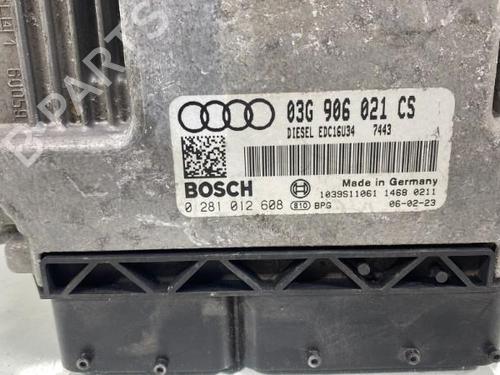 03G 906 021 CS
DIESEL EDC16U34 7443 A
BOSCH
Made in Germany
1039S11061 1468 0211
0 281 012 608 810 BPG 06-02-23